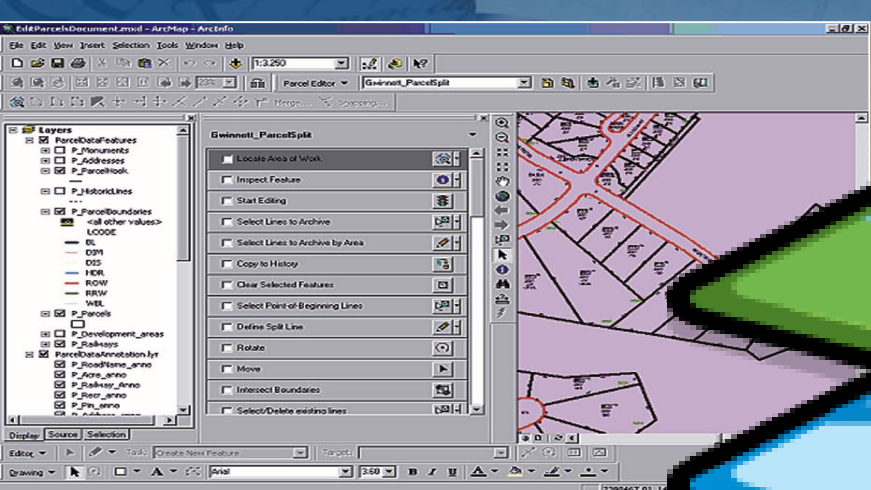 EditParcelsDocument.mxd - ArcMap - ArcInfo
File Edit View Insert Selection Tools Window Help
1:3,250
23% Parcel Editor Gwinnett_ParcelSplit
Merge... Snapping...
Layers
ParcelDataFeatures
P_Monuments
P_Addresses
P_ParcelHook
P_HistoricLines
P_ParcelBoundaries
<all other values>
LCODE
BL
DIM
DIS
HDR
ROW
RRW
WBL
P_Parcels
P_Development_areas
P_Railways
ParcelDataAnnotation.lyr
P_RoadName_anno
P_Acre_anno
P_Railway_Anno
P_Recr_anno
P_Pin_anno
Display Source Selection
Gwinnett_ParcelSplit
Locate Area of Work
Inspect Feature
Start Editing
Select Lines to Archive
Select Lines to Archive by Area
Copy to History
Clear Selected Features
Select Point-of-Beginning Lines
Define Split Line
Rotate
Move
Intersect Boundaries
Select/Delete existing lines
Editor Task: Create New Feature Target:
Drawing A Arial 3.60 B I U A